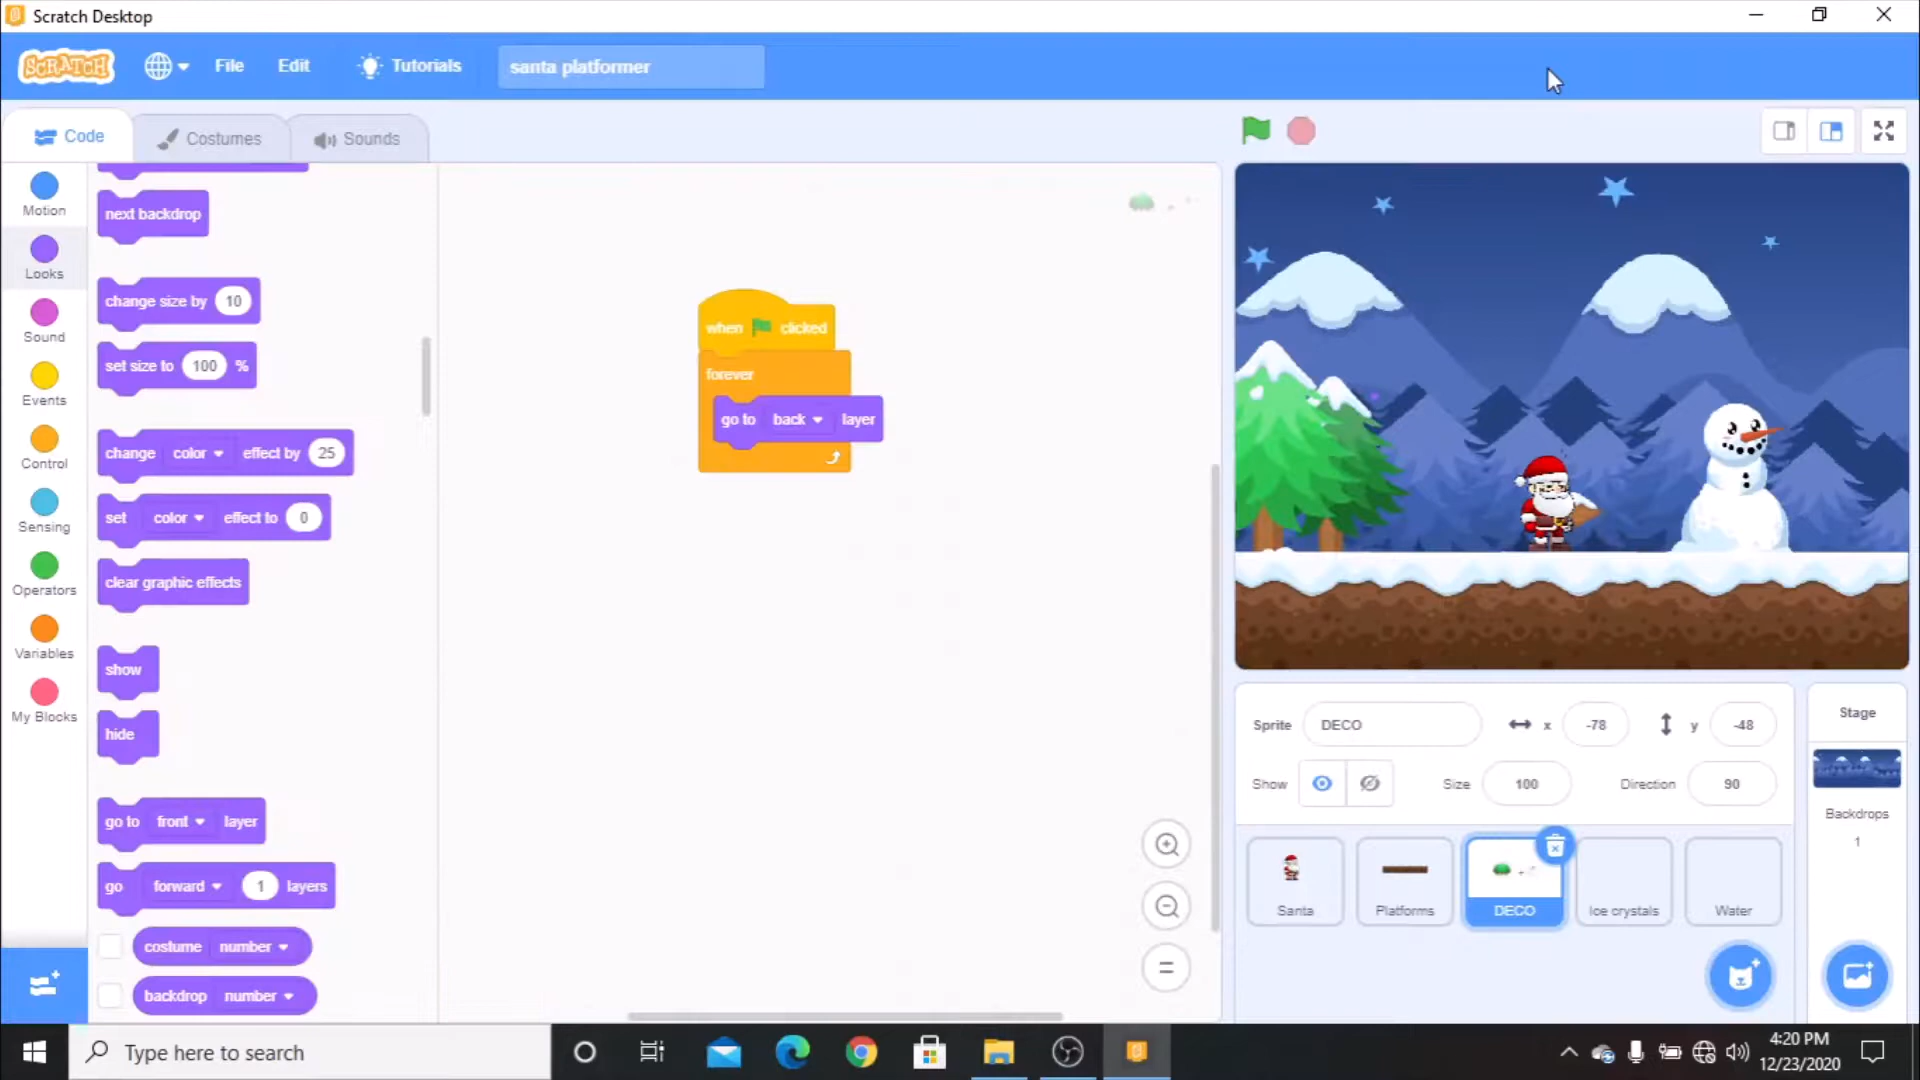 Scratch Desktop
SCRATCH
File
Edit
Tutorials
santa platformer
Code
Costumes
Sounds
Motion
Looks
Sound
Events
Control
Sensing
Operators
Variables
My Blocks
next backdrop
change size by 10
set size to 100 %
change color effect by 25
set color effect to 0
clear graphic effects
show
hide
go to front layer
go forward 1 layers
costume number
backdrop number
when clicked
forever
go to back layer
Sprite DECO x -78 y -48
Show Size 100 Direction 90
Santa
Platforms
DECO
Ice crystals
Water
Stage
Backdrops
1
Type here to search
4:20 PM
12/23/2020